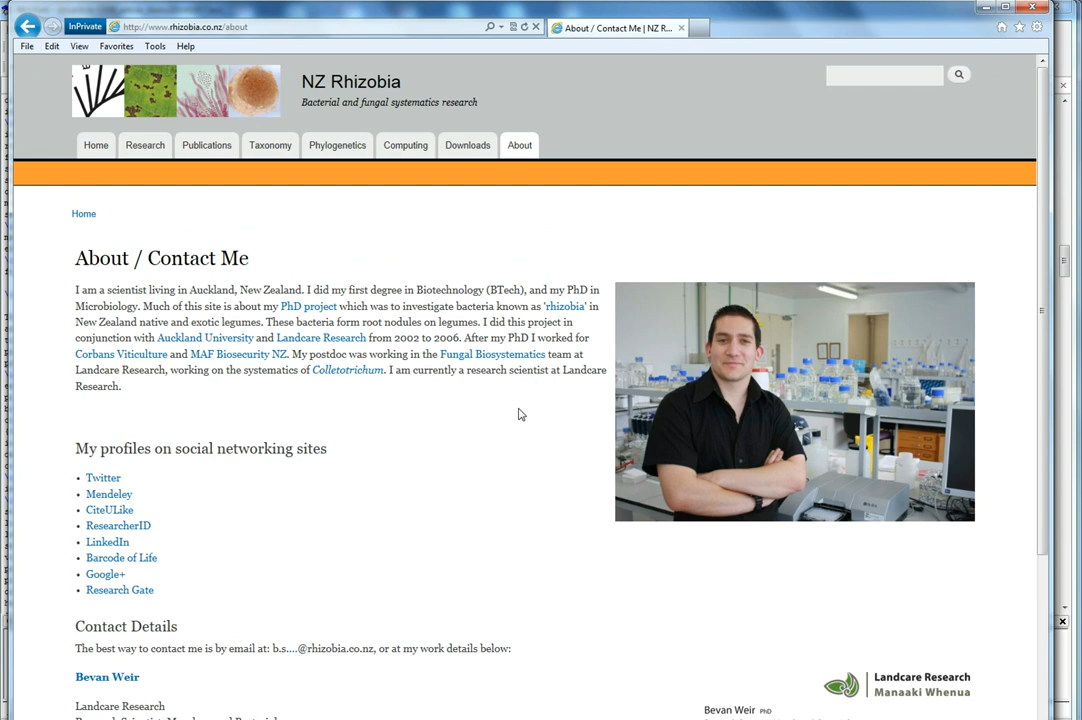 InPrivate
http://www.rhizobia.co.nz/about
About / Contact Me | NZ R...
File Edit View Favorites Tools Help
NZ Rhizobia
Bacterial and fungal systematics research
Home Research Publications Taxonomy Phylogenetics Computing Downloads About
Home
About / Contact Me
I am a scientist living in Auckland, New Zealand. I did my first degree in Biotechnology (BTech), and my PhD in
Microbiology. Much of this site is about my PhD project which was to investigate bacteria known as 'rhizobia' in
New Zealand native and exotic legumes. These bacteria form root nodules on legumes. I did this project in
conjunction with Auckland University and Landcare Research from 2002 to 2006. After my PhD I worked for
Corbans Viticulture and MAF Biosecurity NZ. My postdoc was working in the Fungal Biosystematics team at
Landcare Research, working on the systematics of Colletotrichum. I am currently a research scientist at Landcare
Research.
My profiles on social networking sites
• Twitter
• Mendeley
• CiteULike
• ResearcherID
• LinkedIn
• Barcode of Life
• Google+
• Research Gate
Contact Details
The best way to contact me is by email at: b.s....@rhizobia.co.nz, or at my work details below:
Bevan Weir
Landcare Research
Landcare Research
Manaaki Whenua
Bevan Weir PhD